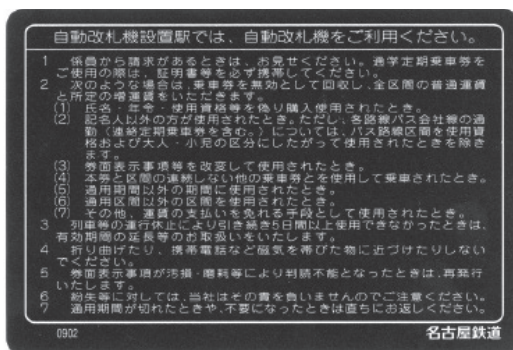 自動改札機設置駅では、自動改札機をご利用ください。
1 係員から請求があるときは、お見せください。通学定期乗車券を
ご使用の際は、証明書等を必ず携帯してください。
2 次のような場合は、乗車券を無効として回収し、全区間の普通運賃
と所定の増運賃をいただきます。
(1) 氏名・年令・使用資格等を偽り購入使用されたとき。
(2) 記名人以外の方が使用されたとき。ただし、各路線バス会社線の通
勤(連絡定期乗車券を含む。)については、バス路線区間を使用資
格および大人・小児の区分にしたがって使用されたときを除き
ます。
(3) 券面表示事項等を改変して使用されたとき。
(4) 本券と区間の連続しない他の乗車券とを使用して乗車されたとき。
(5) 通用期間以外の期間に使用されたとき。
(6) 通用区間以外の区間を使用されたとき。
(7) その他、運賃の支払いを免れる手段として使用されたとき。
3 列車等の運行休止により引き続き5日間以上使用できなかったときは、
有効期間の延長等のお取扱いをいたします。
4 折り曲げたり、携帯電話など磁気を帯びた物に近づけたりしない
でください。
5 券面表示事項が汚損・磨耗等により判読不能となったときは、再発行
いたします。
6 紛失等に対しては、当社はその責を負いませんのでご注意ください。
7 通用期間が切れたときや、不要になったときは直ちにお返しください。
0902
名古屋鉄道